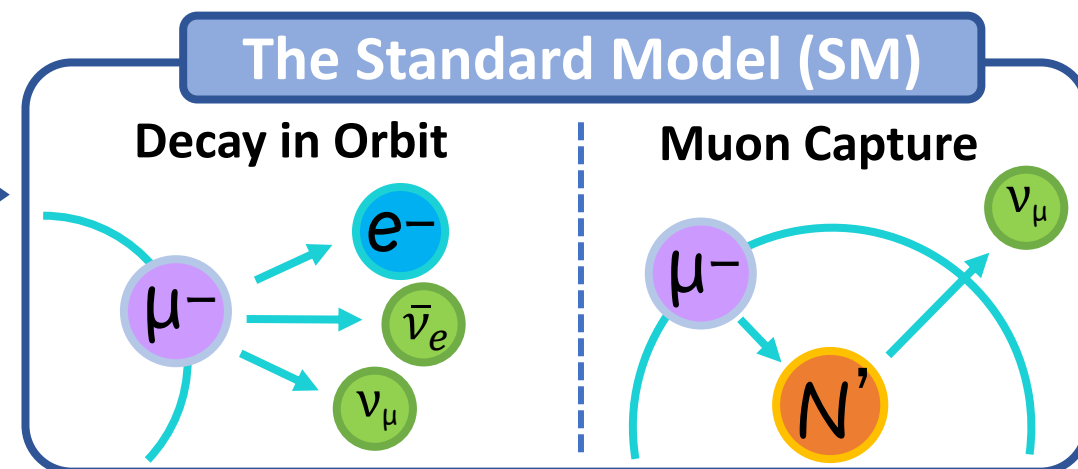 The Standard Model (SM)
Decay in Orbit
μ−
e−
ν̄e
νμ
Muon Capture
μ−
νμ
N’